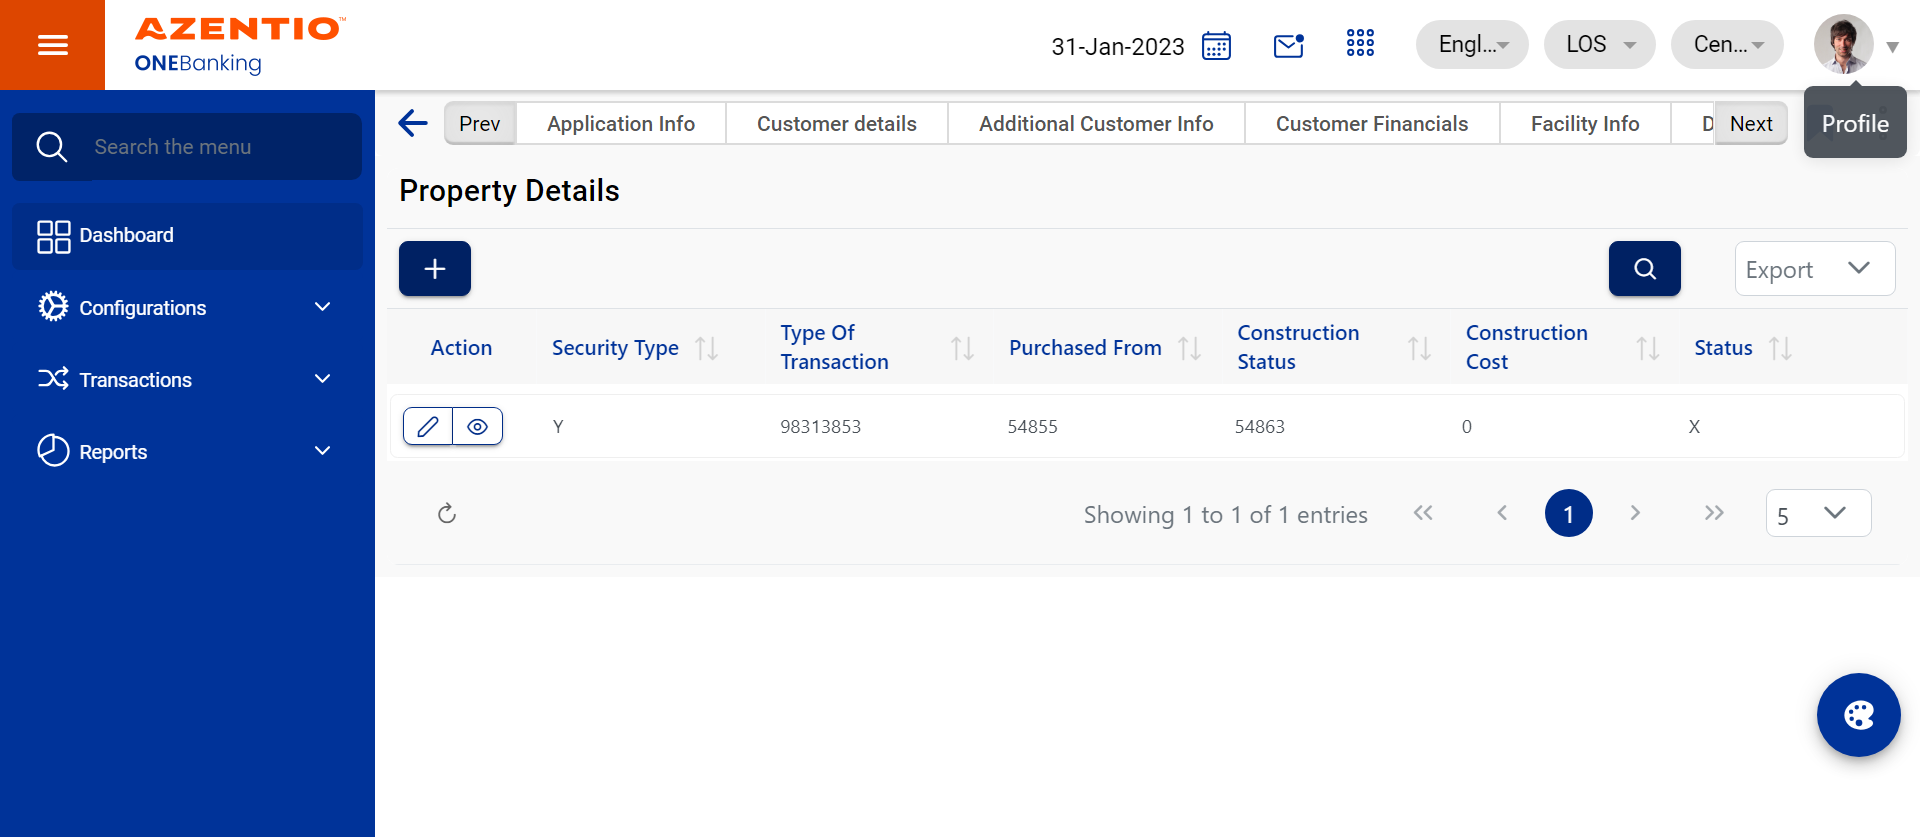 AZENTIO™
ONEBanking
31-Jan-2023
Engl...
LOS
Cen...
Profile
Search the menu
Dashboard
Configurations
Transactions
Reports
Prev
Application Info
Customer details
Additional Customer Info
Customer Financials
Facility Info
D
Next
Property Details
Export
Action
Security Type
Type Of
Transaction
Purchased From
Construction
Status
Construction
Cost
Status
Y
98313853
54855
54863
0
X
Showing 1 to 1 of 1 entries
1
5